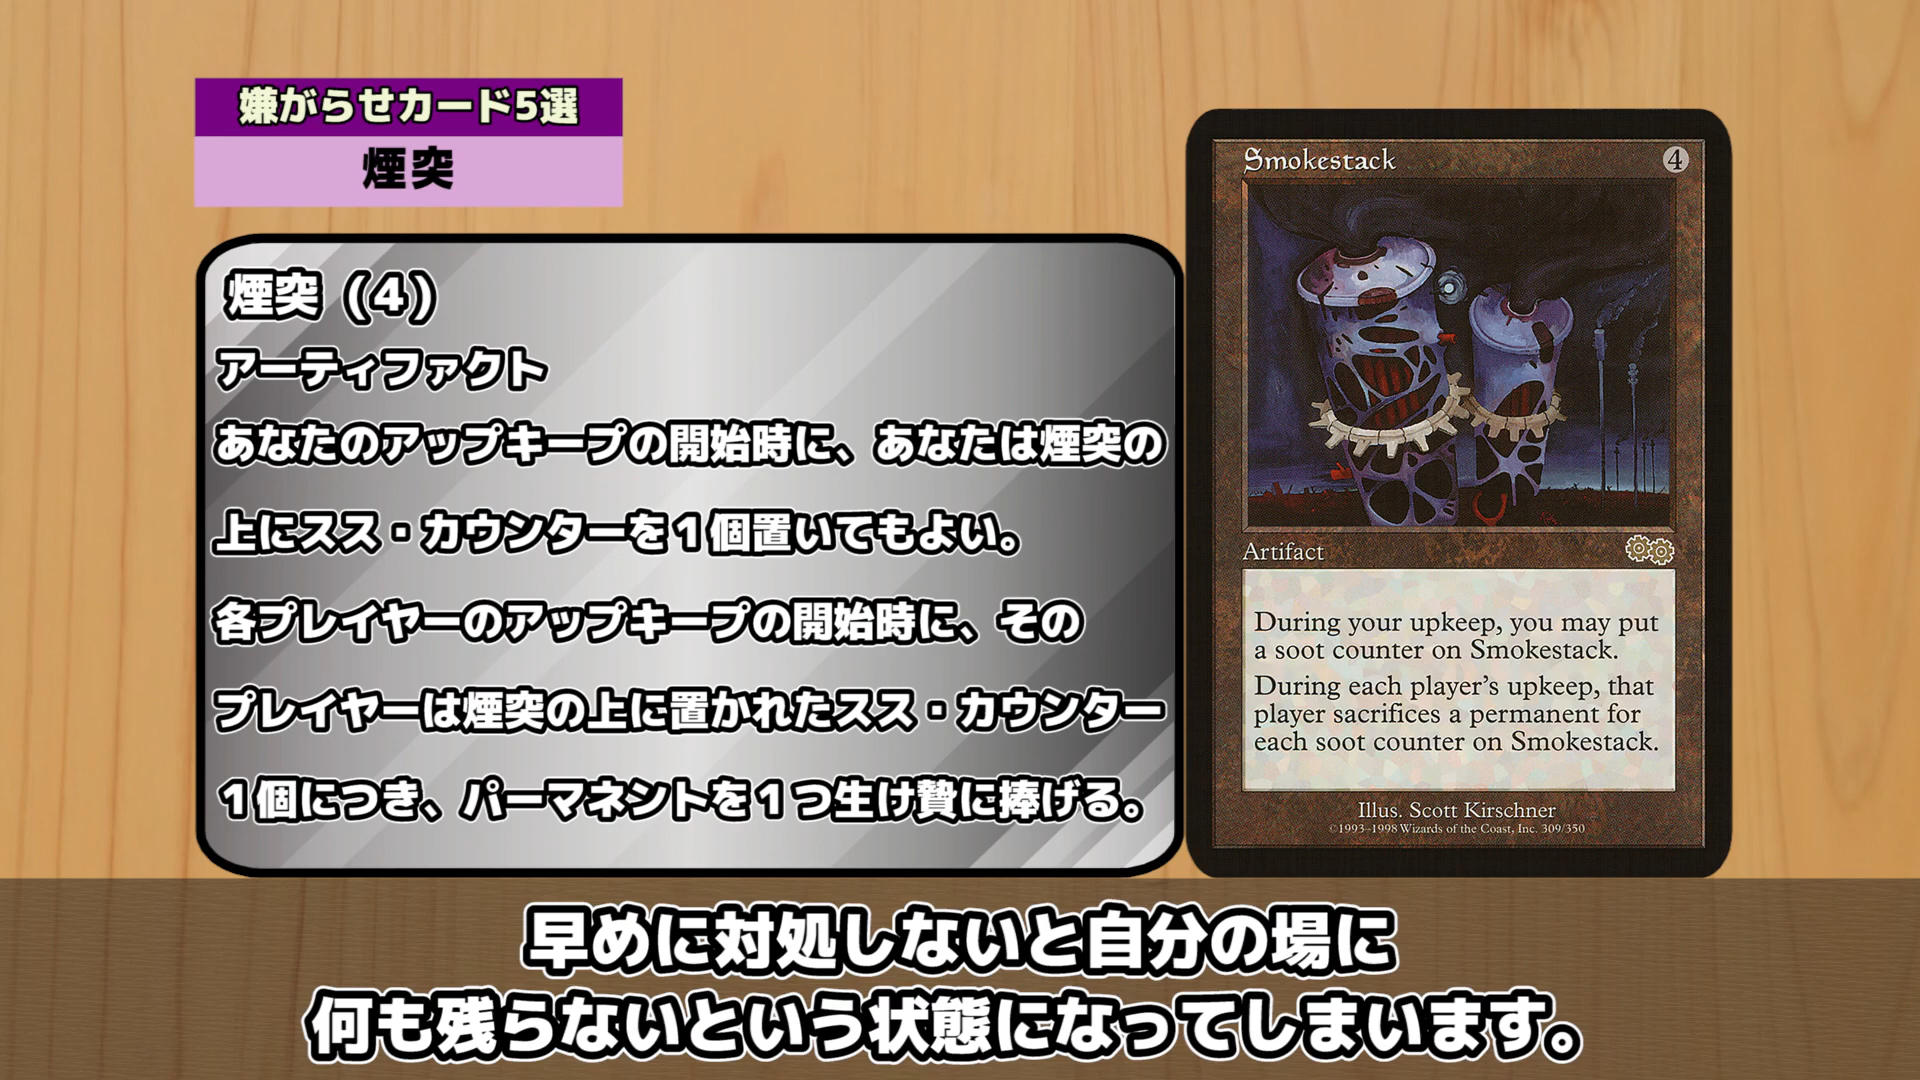 嫌がらせカード5選
煙突
煙突（４）
アーティファクト
あなたのアップキープの開始時に、あなたは煙突の
上にスス・カウンターを１個置いてもよい。
各プレイヤーのアップキープの開始時に、その
プレイヤーは煙突の上に置かれたスス・カウンター
１個につき、パーマネントを１つ生け贄に捧げる。
Smokestack
4
Artifact
During your upkeep, you may put
a soot counter on Smokestack.
During each player's upkeep, that
player sacrifices a permanent for
each soot counter on Smokestack.
Illus. Scott Kirschner
©1993–1998 Wizards of the Coast, Inc. 309/350
早めに対処しないと自分の場に
何も残らないという状態になってしまいます。